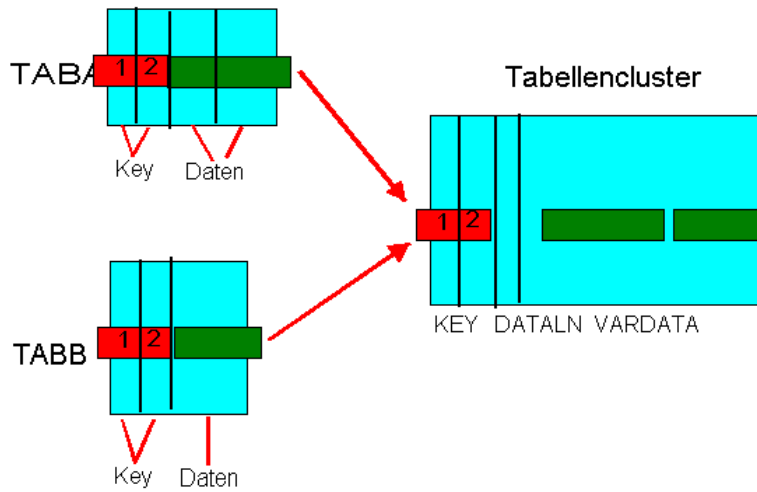 TABA
1 2
Key Daten
Tabellencluster
1 2
KEY DATALN VARDATA
TABB
1 2
Key Daten